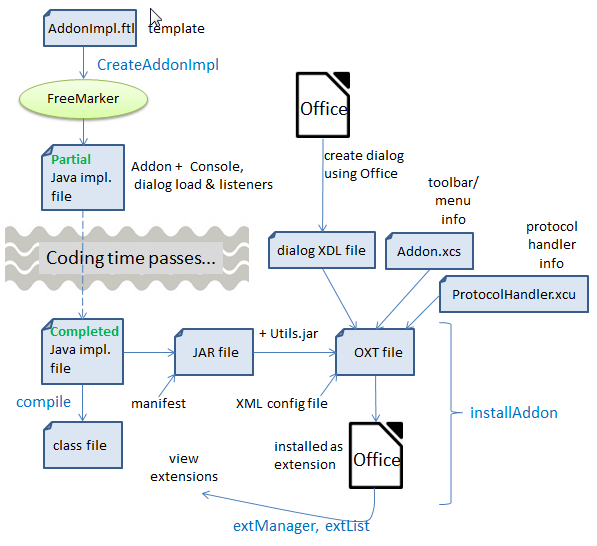 AddonImpl.ftl
template
CreateAddonImpl
FreeMarker
Office
Partial
Java impl.
file
Addon + Console,
dialog load & listeners
create dialog
using Office
toolbar/
menu
info
protocol
handler
info
Coding time passes...
dialog XDL file
Addon.xcs
ProtocolHandler.xcu
Completed
Java impl.
file
JAR file
+ Utils.jar
OXT file
compile
manifest
XML config file
installAddon
class file
view
extensions
installed as
extension
Office
extManager, extList